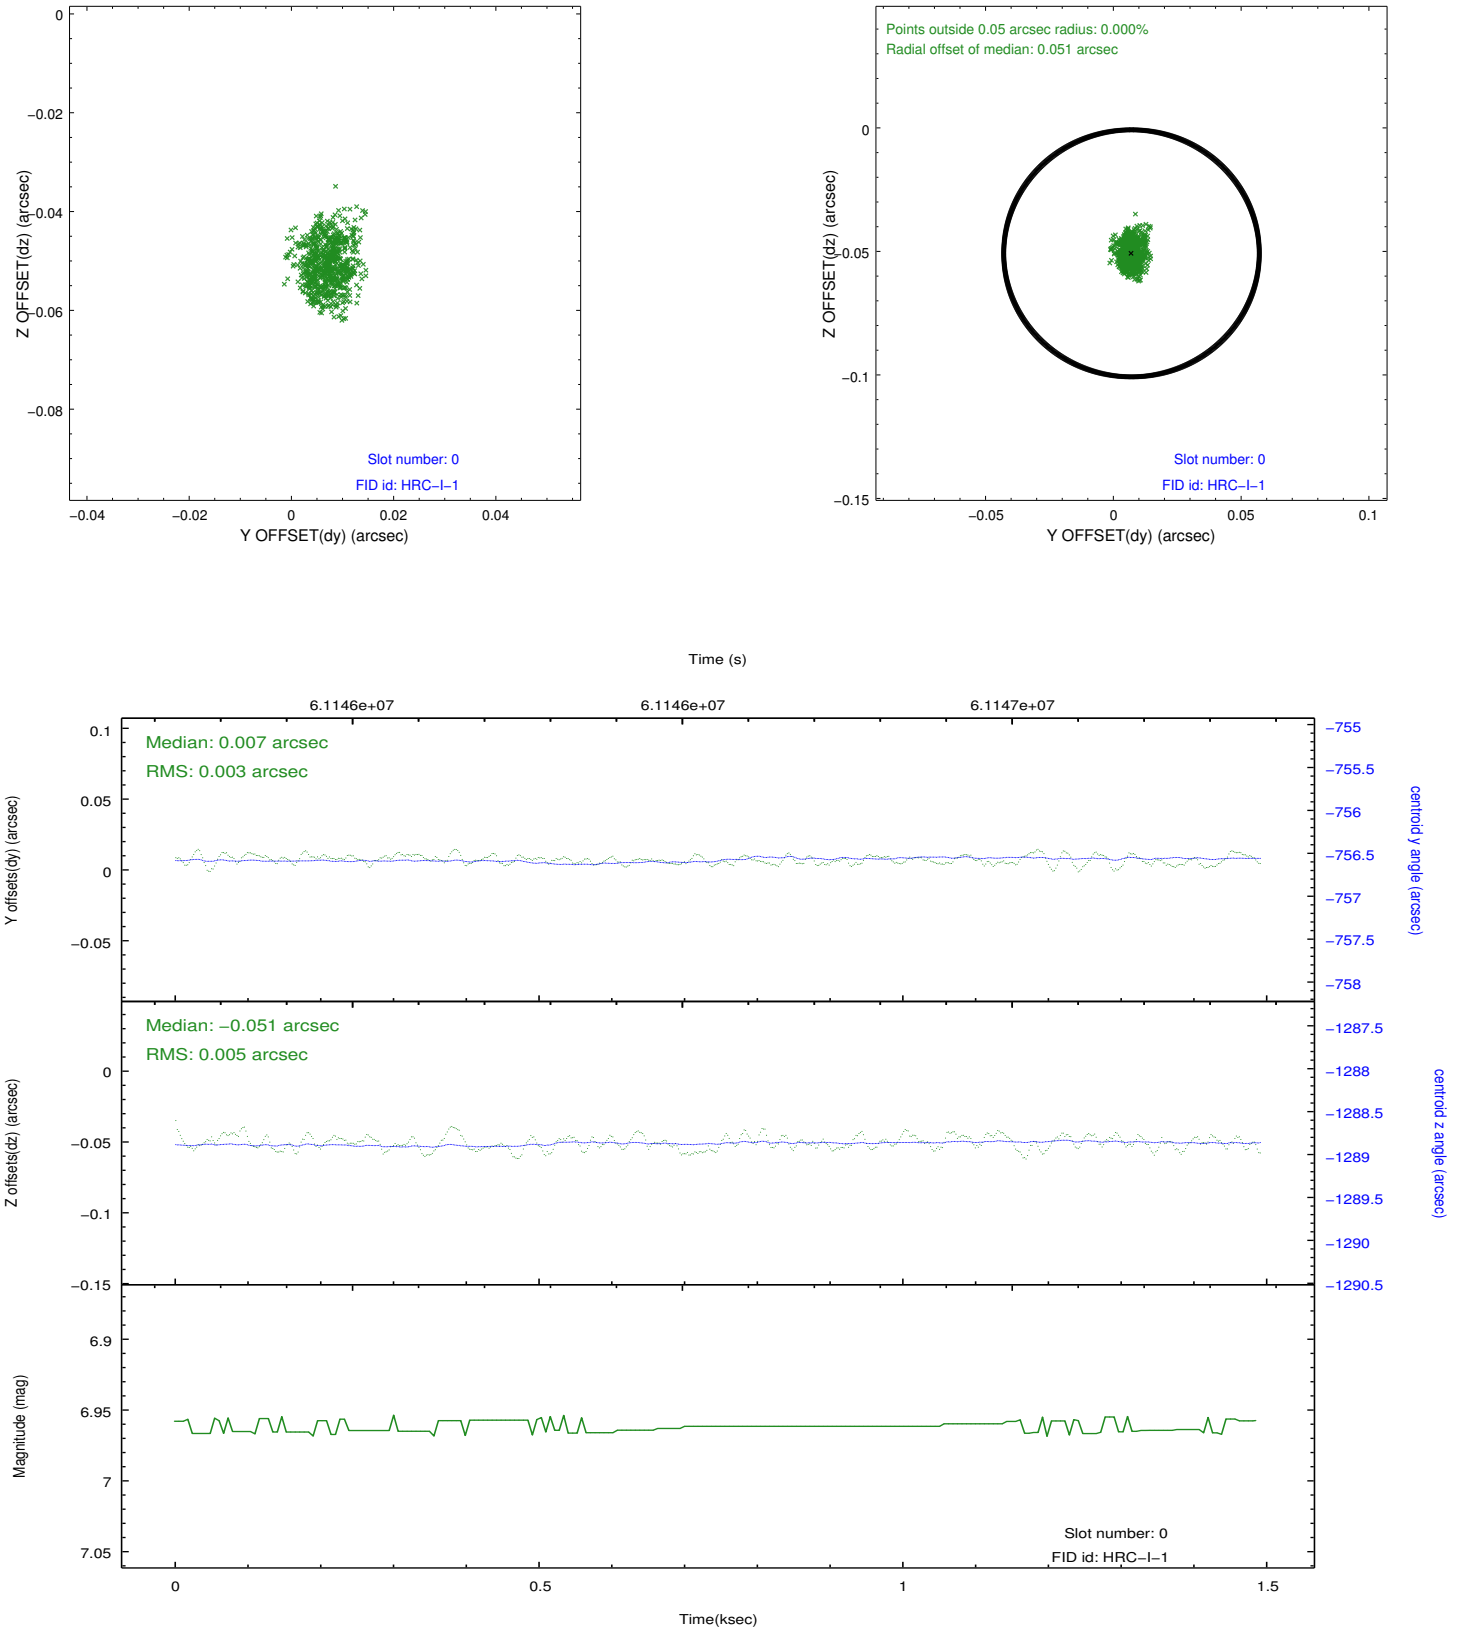 0
−0.02
−0.04
−0.06
−0.08
Z OFFSET(dz) (arcsec)
−0.04
−0.02
0
0.02
0.04
Y OFFSET(dy) (arcsec)
Slot number: 0
FID id: HRC−I−1
Points outside 0.05 arcsec radius: 0.000%
Radial offset of median: 0.051 arcsec
0
−0.05
−0.1
−0.15
Z OFFSET(dz) (arcsec)
−0.05
0
0.05
0.1
Y OFFSET(dy) (arcsec)
Slot number: 0
FID id: HRC−I−1
Time (s)
6.1146e+07
6.1146e+07
6.1147e+07
Median: 0.007 arcsec
RMS: 0.003 arcsec
0.1
0.05
0
−0.05
Y offsets(dy) (arcsec)
−755
−755.5
−756
−756.5
−757
−757.5
−758
centroid y angle (arcsec)
Median: −0.051 arcsec
RMS: 0.005 arcsec
0
−0.05
−0.1
−0.15
Z offsets(dz) (arcsec)
−1287.5
−1288
−1288.5
−1289
−1289.5
−1290
−1290.5
centroid z angle (arcsec)
6.9
6.95
7
7.05
Magnitude (mag)
Slot number: 0
FID id: HRC−I−1
0
0.5
1
1.5
Time(ksec)